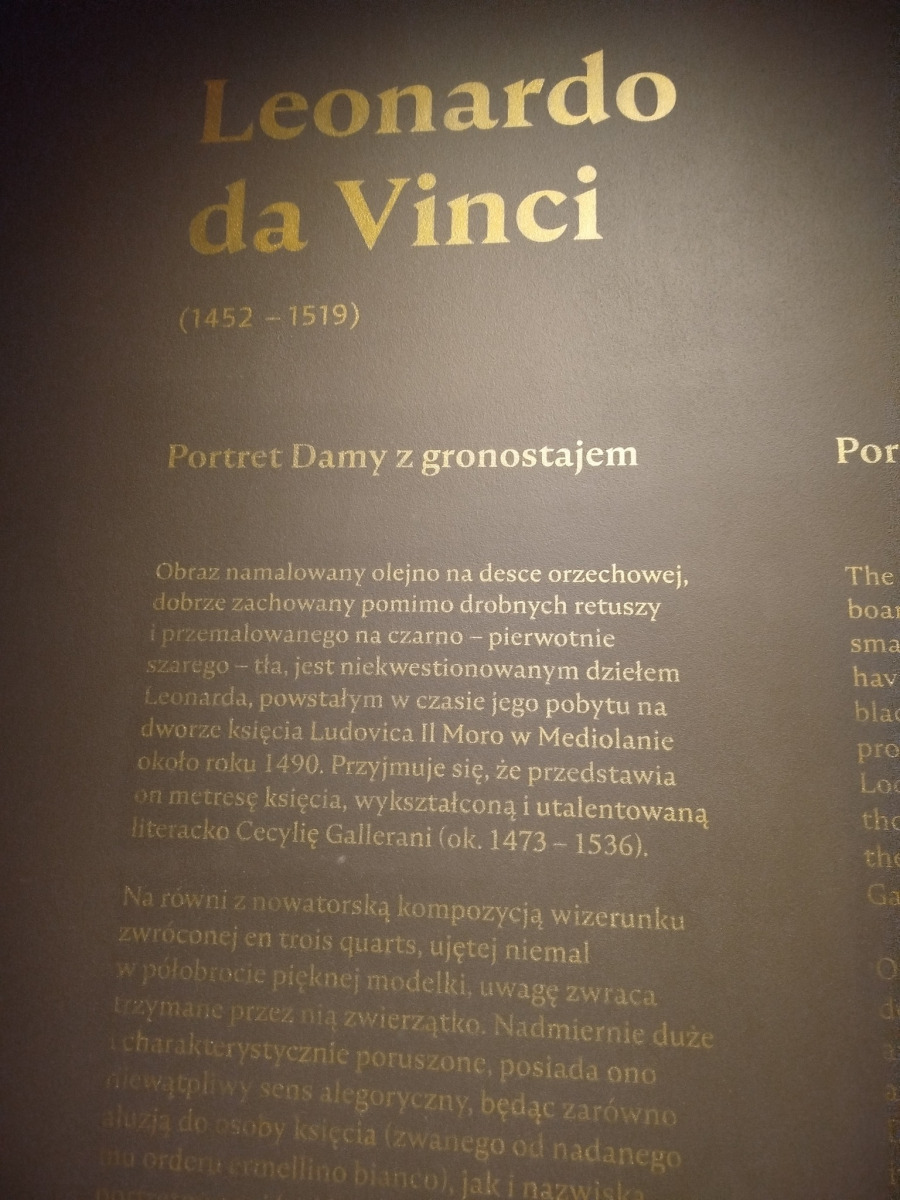 Leonardo
da Vinci
(1452 – 1519)
Portret Damy z gronostajem
Obraz namalowany olejno na desce orzechowej,
dobrze zachowany pomimo drobnych retuszy
i przemalowanego na czarno – pierwotnie
szarego – tła, jest niekwestionowanym dziełem
Leonarda, powstałym w czasie jego pobytu na
dworze księcia Ludovica Il Moro w Mediolanie
około roku 1490. Przyjmuje się, że przedstawia
on metresę księcia, wykształconą i utalentowaną
literacko Cecylię Gallerani (ok. 1473 – 1536).
Na równi z nowatorską kompozycją wizerunku
zwróconej en trois quarts, ujętej niemal
w półobrocie pięknej modelki, uwagę zwraca
trzymane przez nią zwierzątko. Nadmiernie duże
i charakterystycznie poruszone, posiada ono
niewątpliwy sens alegoryczny, będąc zarówno
aluzją do osoby księcia (zwanego od nadanego
mu orderu ermellino bianco), jak i nazwiska
Por
The
boar
sma
hav
blac
pro
Loo
tho
the
Ga